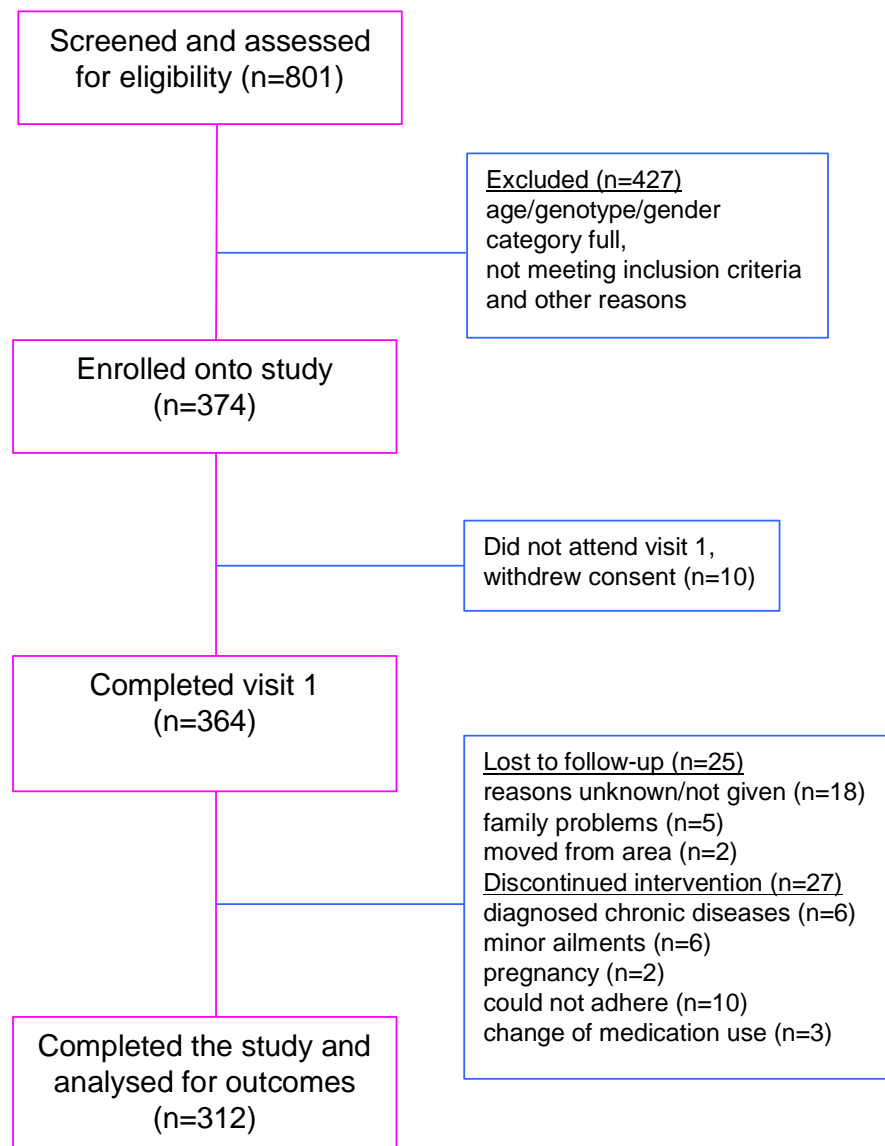 Screened and assessed
for eligibility (n=801)
Excluded (n=427)
age/genotype/gender
category full,
not meeting inclusion criteria
and other reasons
Enrolled onto study
(n=374)
Did not attend visit 1,
withdrew consent (n=10)
Completed visit 1
(n=364)
Lost to follow-up (n=25)
reasons unknown/not given (n=18)
family problems (n=5)
moved from area (n=2)
Discontinued intervention (n=27)
diagnosed chronic diseases (n=6)
minor ailments (n=6)
pregnancy (n=2)
could not adhere (n=10)
change of medication use (n=3)
Completed the study and
analysed for outcomes
(n=312)